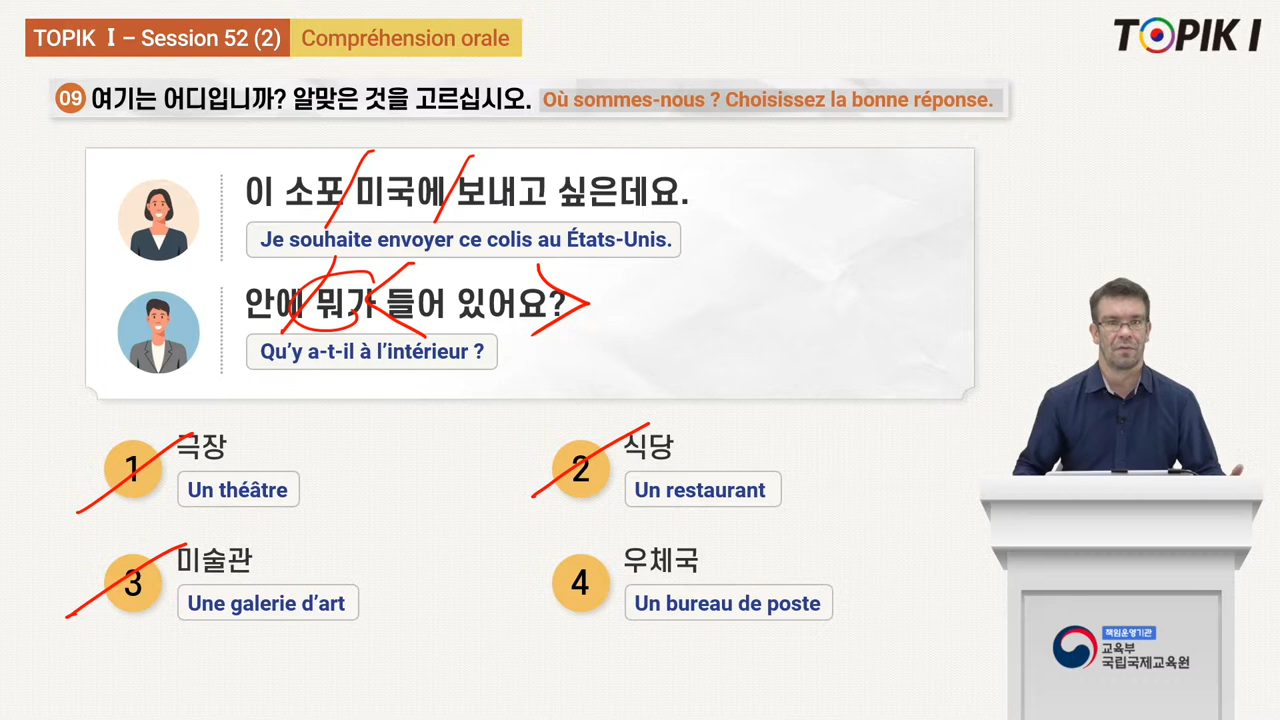 TOPIK Ⅰ – Session 52 (2) Compréhension orale
TOPIK I
09 여기는 어디입니까? 알맞은 것을 고르십시오. Où sommes-nous ? Choisissez la bonne réponse.
이 소포 미국에 보내고 싶은데요.
Je souhaite envoyer ce colis au États-Unis.
안에 뭐가 들어 있어요?
Qu’y a-t-il à l’intérieur ?
1 극장
Un théâtre
2 식당
Un restaurant
3 미술관
Une galerie d’art
4 우체국
Un bureau de poste
책임운영기관
교육부
국립국제교육원